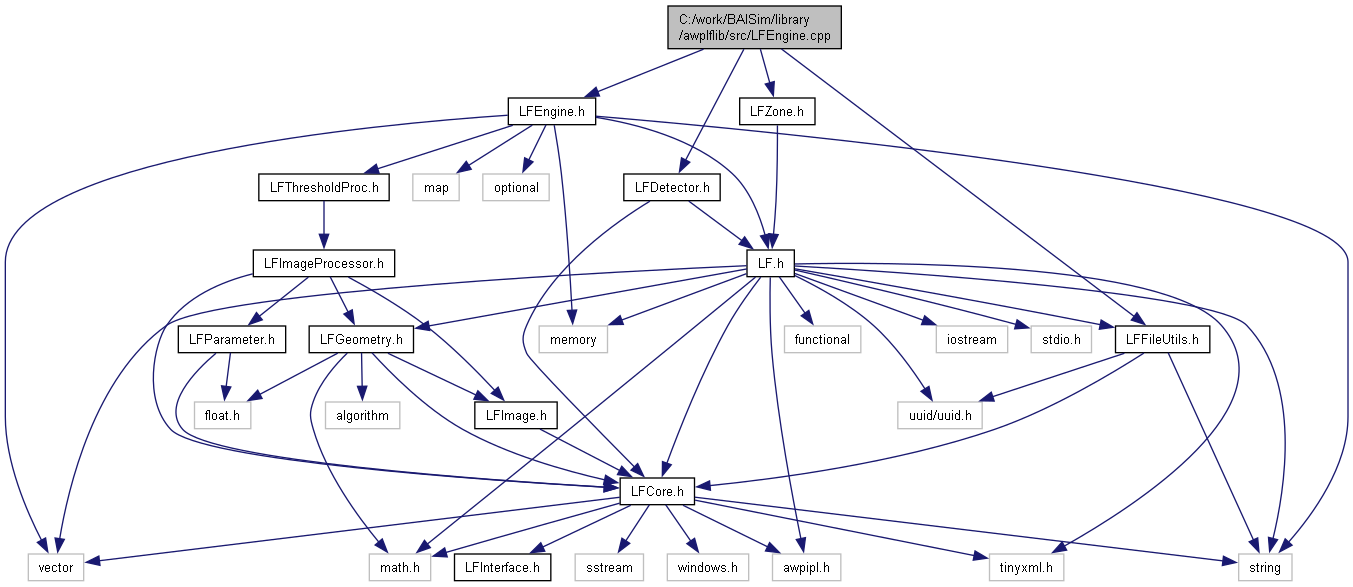 C:/work/BAISim/library
/awplflib/src/LFEngine.cpp
LFEngine.h
LFZone.h
LFThresholdProc.h
map
optional
LFDetector.h
LFImageProcessor.h
LF.h
LFParameter.h
LFGeometry.h
memory
functional
iostream
stdio.h
LFFileUtils.h
float.h
algorithm
LFImage.h
uuid/uuid.h
LFCore.h
vector
math.h
LFInterface.h
sstream
windows.h
awpipl.h
tinyxml.h
string